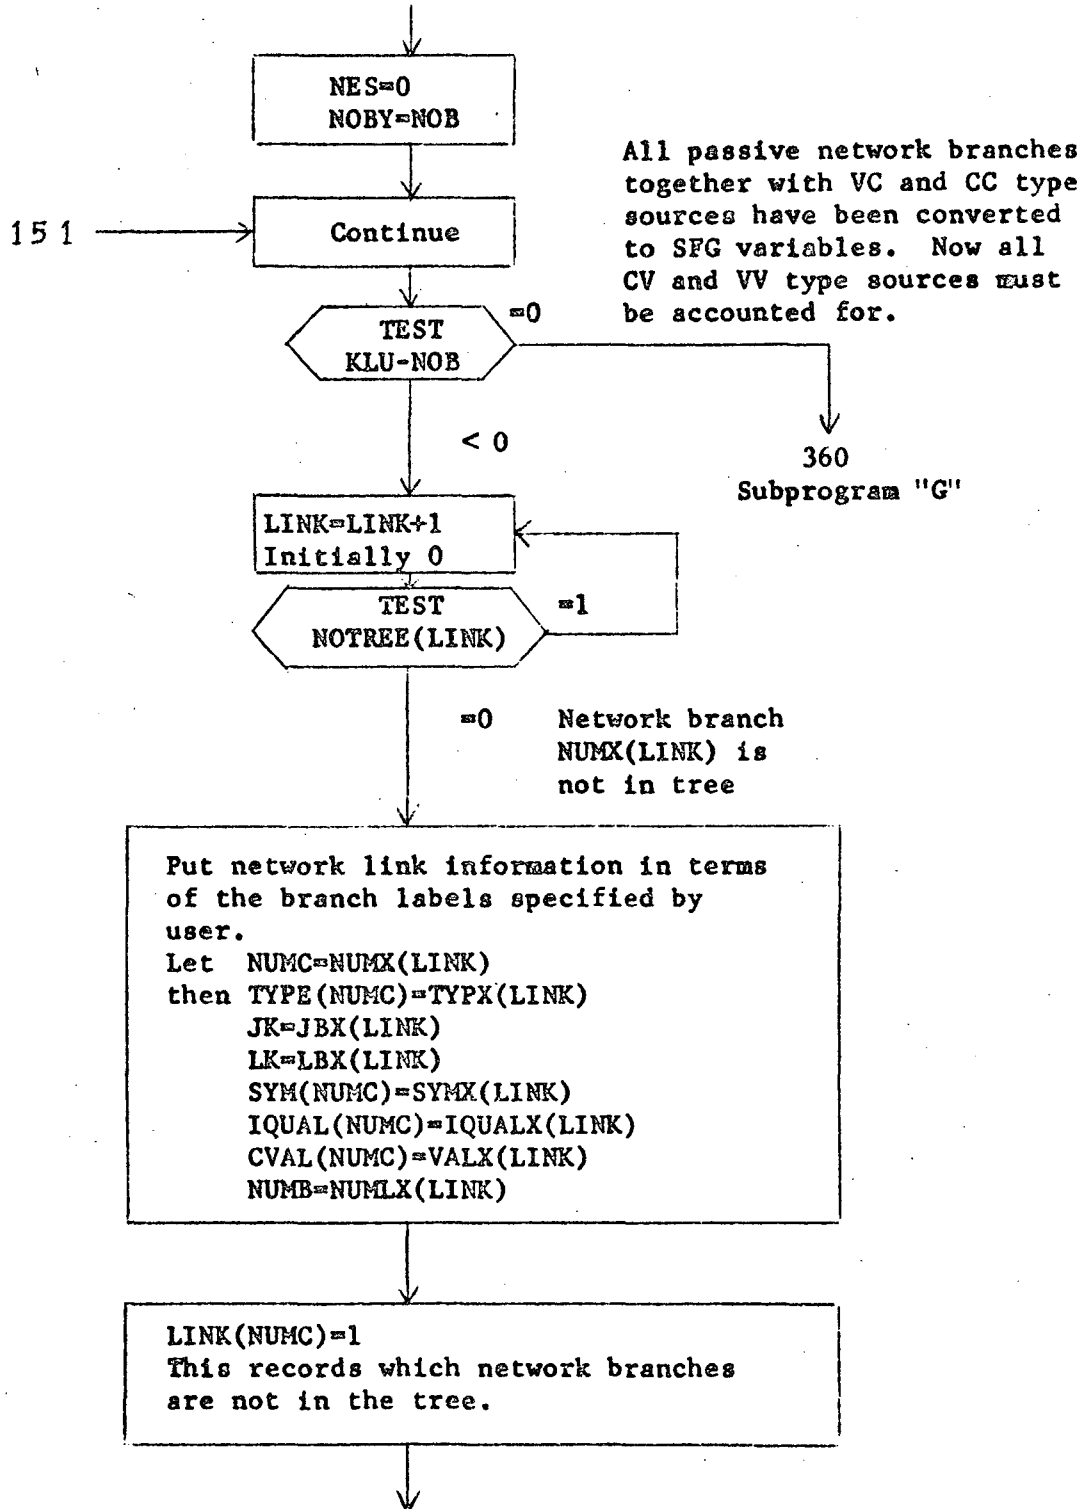 NES=0
NOBY=NOB
All passive network branches
together with VC and CC type
sources have been converted
to SFG variables. Now all
CV and VV type sources must
be accounted for.
151
Continue
TEST
KLU-NOB
=0
< 0
360
Subprogram "G"
LINK=LINK+1
Initially 0
TEST
NOTREE(LINK)
=1
=0
Network branch
NUMX(LINK) is
not in tree
Put network link information in terms
of the branch labels specified by
user.
Let NUMC=NUMX(LINK)
then TYPE(NUMC)=TYPX(LINK)
JK=JBX(LINK)
LK=LBX(LINK)
SYM(NUMC)=SYMX(LINK)
IQUAL(NUMC)=IQUALX(LINK)
CVAL(NUMC)=VALX(LINK)
NUMB=NUMLX(LINK)
LINK(NUMC)=1
This records which network branches
are not in the tree.